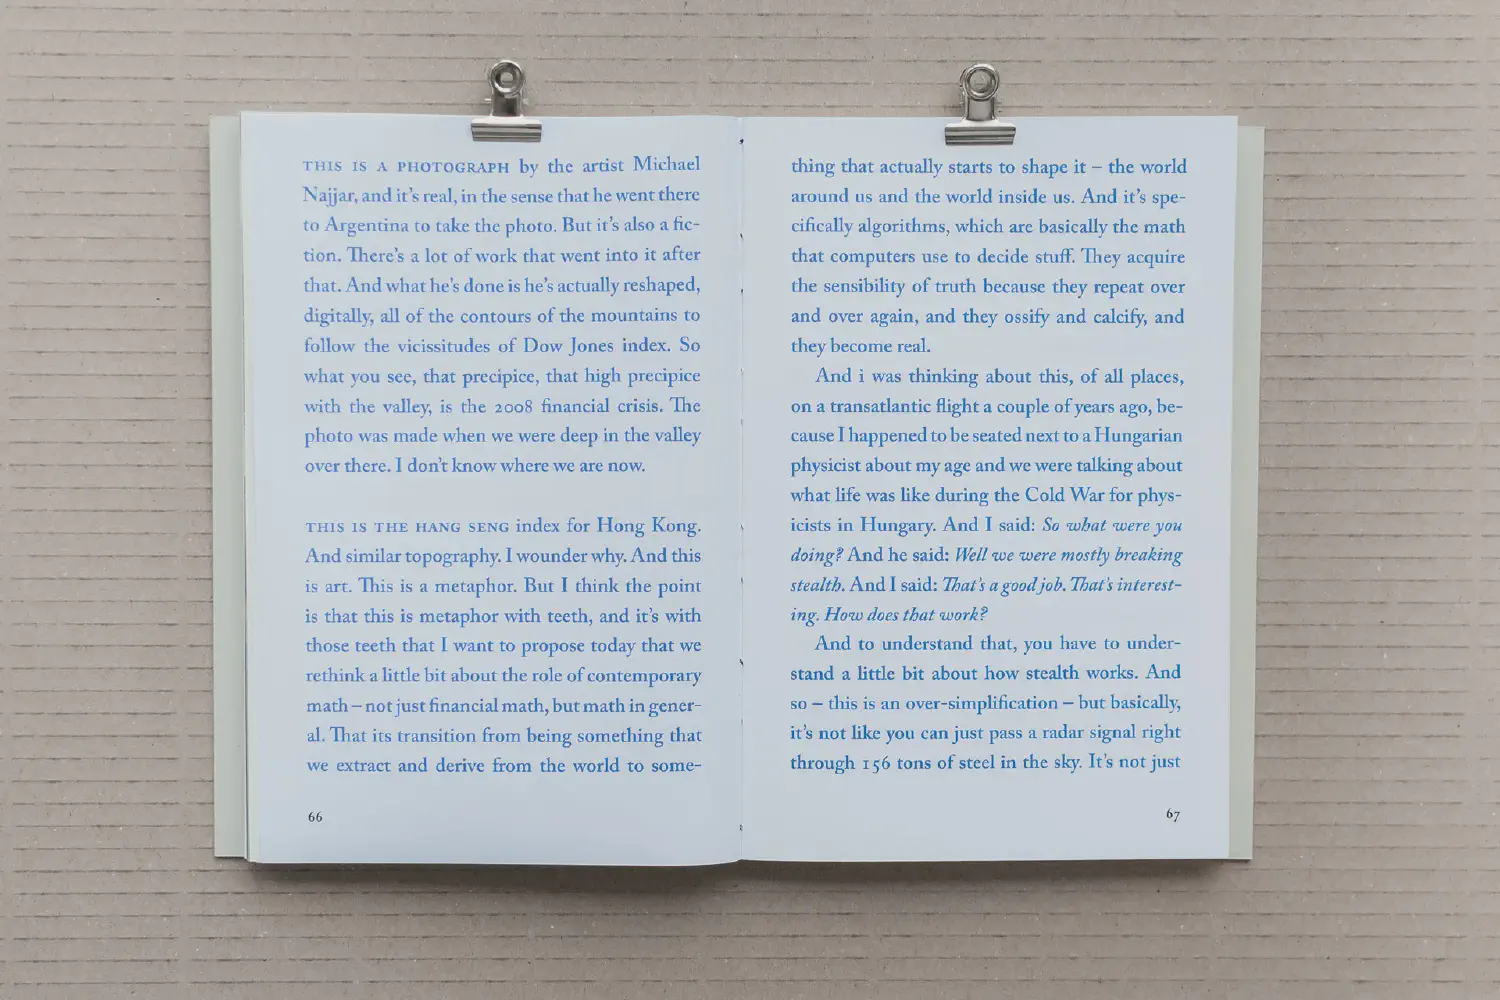 THIS IS A PHOTOGRAPH by the artist Michael
Najjar, and it's real, in the sense that he went there
to Argentina to take the photo. But it's also a fic-
tion. There's a lot of work that went into it after
that. And what he's done is he's actually reshaped,
digitally, all of the contours of the mountains to
follow the vicissitudes of Dow Jones index. So
what you see, that precipice, that high precipice
with the valley, is the 2008 financial crisis. The
photo was made when we were deep in the valley
over there. I don't know where we are now.
THIS IS THE HANG SENG index for Hong Kong.
And similar topography. I wounder why. And this
is art. This is a metaphor. But I think the point
is that this is metaphor with teeth, and it's with
those teeth that I want to propose today that we
rethink a little bit about the role of contemporary
math – not just financial math, but math in gener-
al. That its transition from being something that
we extract and derive from the world to some-
66
thing that actually starts to shape it – the world
around us and the world inside us. And it's spe-
cifically algorithms, which are basically the math
that computers use to decide stuff. They acquire
the sensibility of truth because they repeat over
and over again, and they ossify and calcify, and
they become real.
And i was thinking about this, of all places,
on a transatlantic flight a couple of years ago, be-
cause I happened to be seated next to a Hungarian
physicist about my age and we were talking about
what life was like during the Cold War for phys-
icists in Hungary. And I said: So what were you
doing? And he said: Well we were mostly breaking
stealth. And I said: That's a good job. That's interest-
ing. How does that work?
And to understand that, you have to under-
stand a little bit about how stealth works. And
so – this is an over-simplification – but basically,
it's not like you can just pass a radar signal right
through 156 tons of steel in the sky. It's not just
67